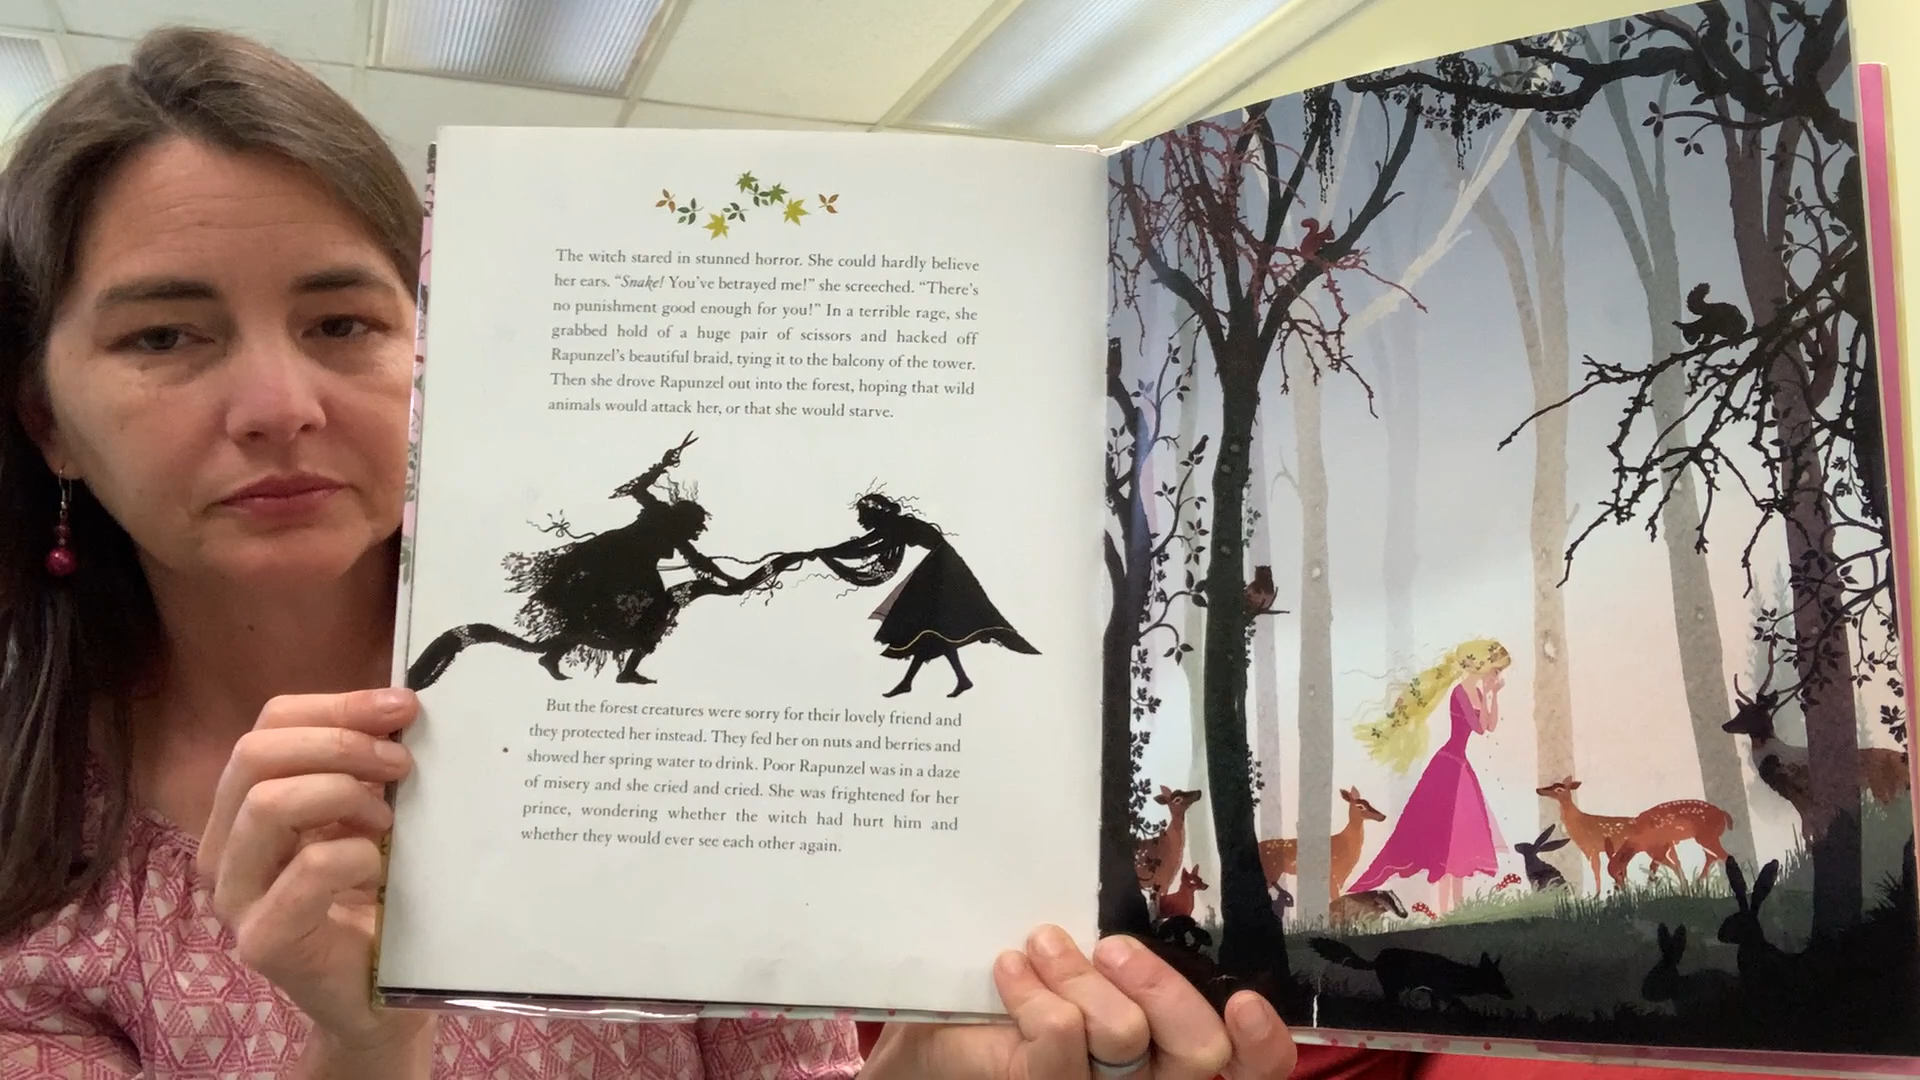 The witch stared in stunned horror. She could hardly believe
her ears. “Snake! You’ve betrayed me!” she screeched. “There’s
no punishment good enough for you!” In a terrible rage, she
grabbed hold of a huge pair of scissors and hacked off
Rapunzel’s beautiful braid, tying it to the balcony of the tower.
Then she drove Rapunzel out into the forest, hoping that wild
animals would attack her, or that she would starve.
But the forest creatures were sorry for their lovely friend and
they protected her instead. They fed her on nuts and berries and
showed her spring water to drink. Poor Rapunzel was in a daze
of misery and she cried and cried. She was frightened for her
prince, wondering whether the witch had hurt him and
whether they would ever see each other again.